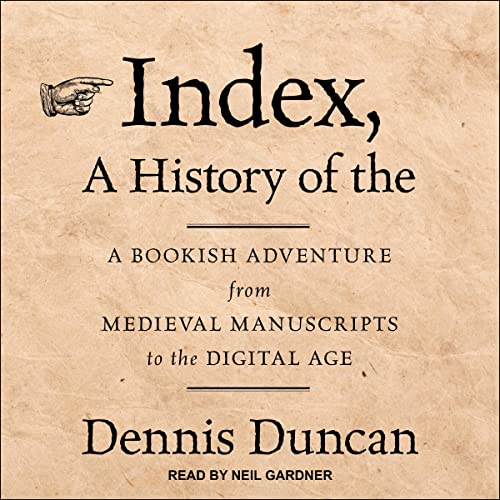 Index,
A History of the
A BOOKISH ADVENTURE
from
MEDIEVAL MANUSCRIPTS
to the DIGITAL AGE
Dennis Duncan
READ BY NEIL GARDNER